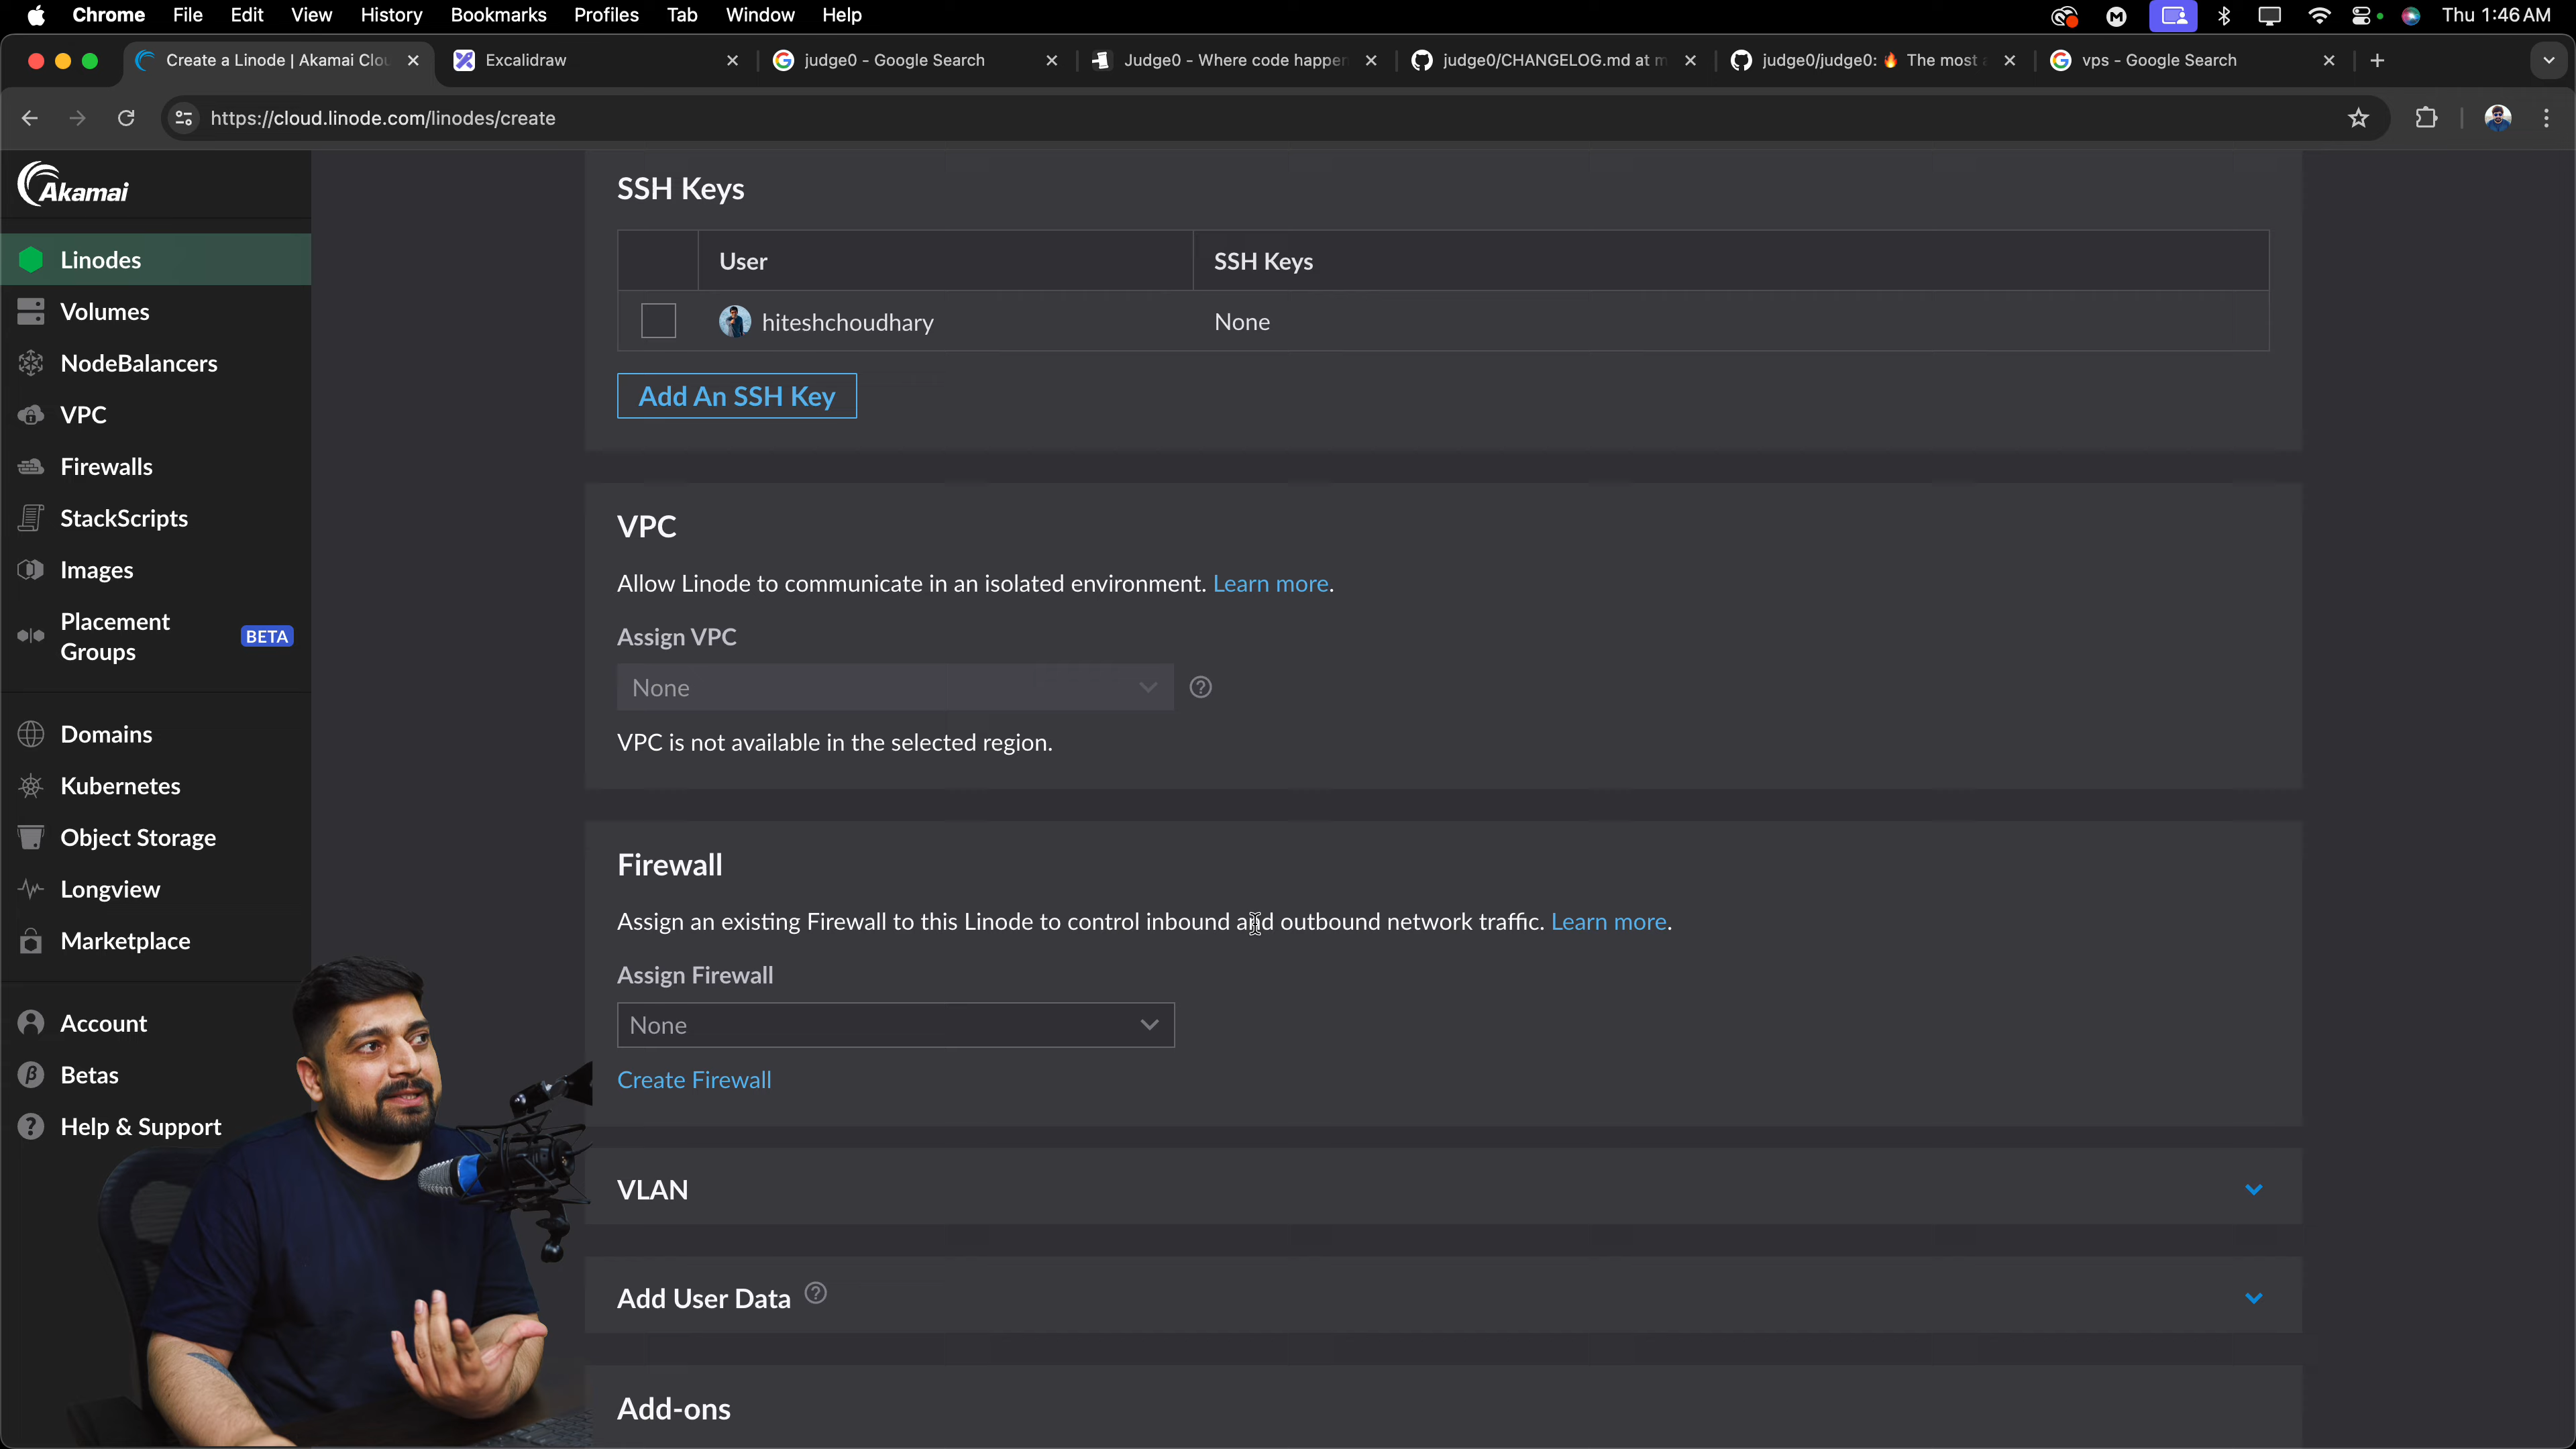 Chrome File Edit View History Bookmarks Profiles Tab Window Help Thu 1:46 AM
Create a Linode | Akamai Clou Excalidraw judge0 - Google Search Judge0 - Where code happen judge0/CHANGELOG.md at m judge0/judge0: 🔥 The most a vps - Google Search
https://cloud.linode.com/linodes/create
Akamai
Linodes
Volumes
NodeBalancers
VPC
Firewalls
StackScripts
Images
Placement
Groups BETA
Domains
Kubernetes
Object Storage
Longview
Marketplace
Account
Betas
Help & Support
SSH Keys
User SSH Keys
hiteshchoudhary None
Add An SSH Key
VPC
Allow Linode to communicate in an isolated environment. Learn more.
Assign VPC
None
VPC is not available in the selected region.
Firewall
Assign an existing Firewall to this Linode to control inbound and outbound network traffic. Learn more.
Assign Firewall
None
Create Firewall
VLAN
Add User Data
Add-ons